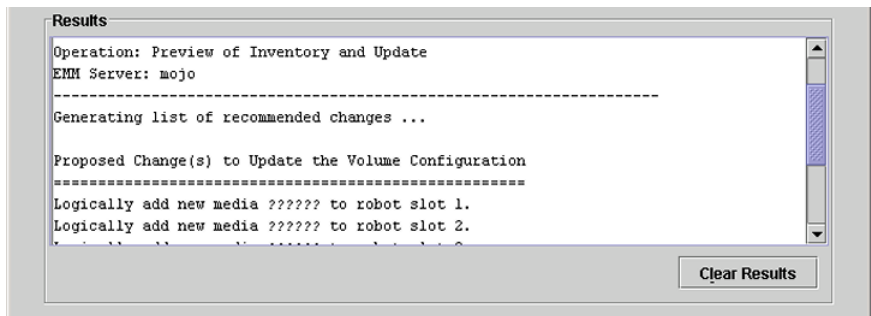 Results
Operation: Preview of Inventory and Update
EMM Server: mojo
--------------------------------------------------------------------
Generating list of recommended changes ...
Proposed Change(s) to Update the Volume Configuration
=====================================================
Logically add new media ?????? to robot slot 1.
Logically add new media ?????? to robot slot 2.
Clear Results